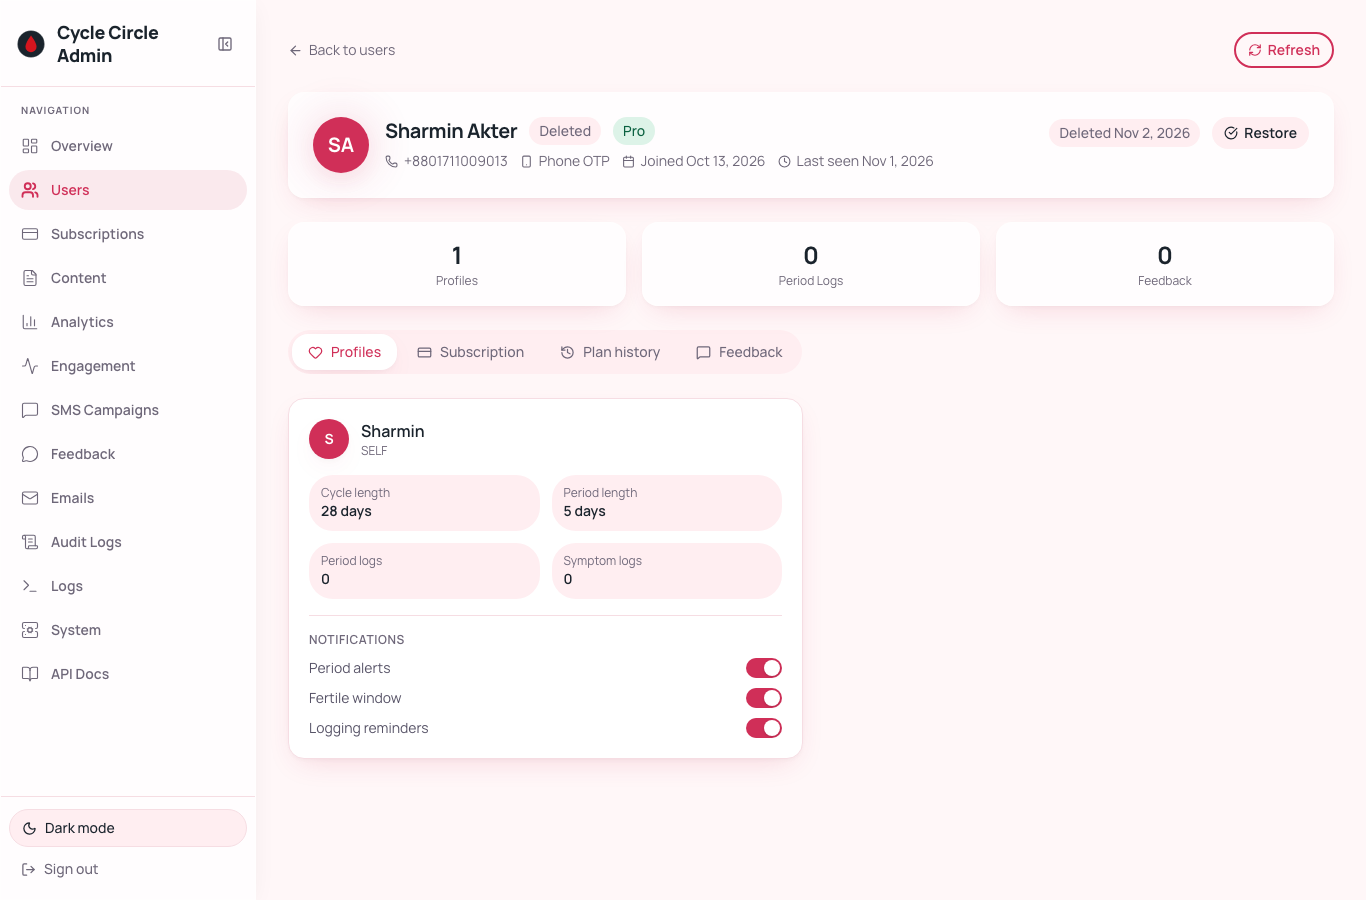 Cycle Circle
Admin
NAVIGATION
Overview
Users
Subscriptions
Content
Analytics
Engagement
SMS Campaigns
Feedback
Emails
Audit Logs
Logs
System
API Docs
Dark mode
Sign out
Back to users
Refresh
SA
Sharmin Akter Deleted Pro
+8801711009013 Phone OTP Joined Oct 13, 2026 Last seen Nov 1, 2026
Deleted Nov 2, 2026 Restore
1
Profiles
0
Period Logs
0
Feedback
Profiles Subscription Plan history Feedback
S
Sharmin
SELF
Cycle length
28 days
Period length
5 days
Period logs
0
Symptom logs
0
NOTIFICATIONS
Period alerts
Fertile window
Logging reminders